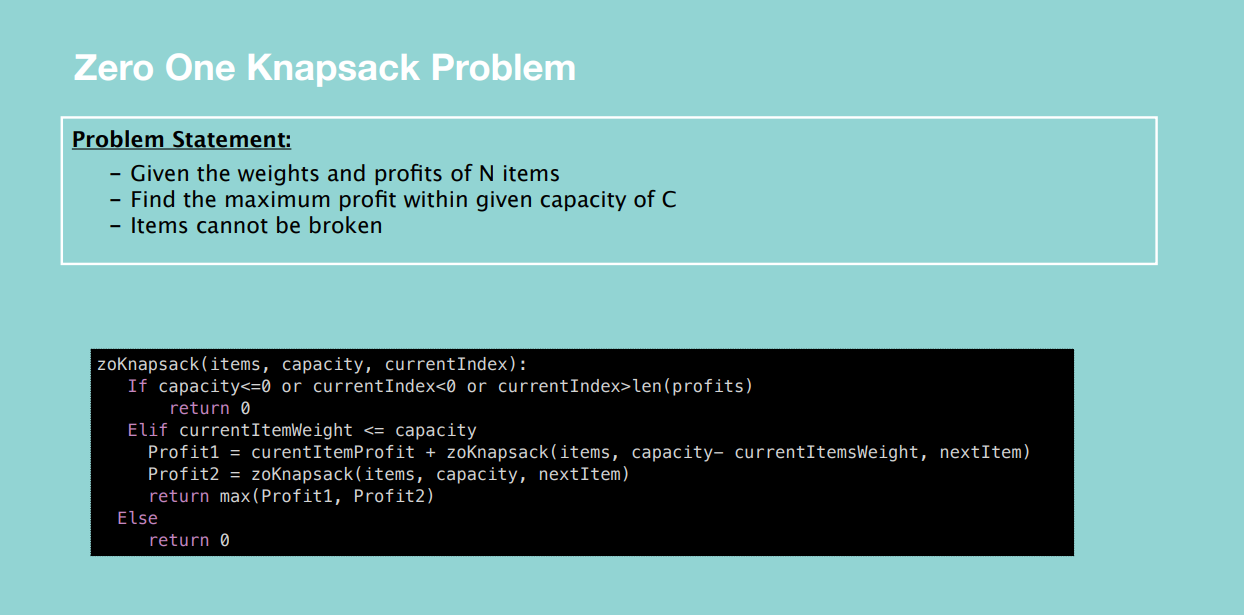 Zero One Knapsack Problem
Problem Statement:
- Given the weights and profits of N items
- Find the maximum profit within given capacity of C
- Items cannot be broken
zoKnapsack(items, capacity, currentIndex):
If capacity<=0 or currentIndex<0 or currentIndex>len(profits)
return 0
Elif currentItemWeight <= capacity
Profit1 = curentItemProfit + zoKnapsack(items, capacity- currentItemsWeight, nextItem)
Profit2 = zoKnapsack(items, capacity, nextItem)
return max(Profit1, Profit2)
Else
return 0